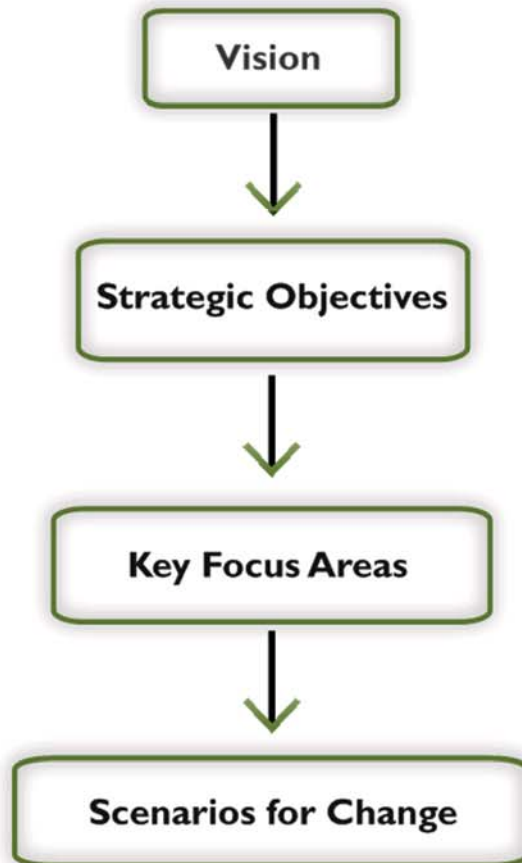 Vision
Strategic Objectives
Key Focus Areas
Scenarios for Change